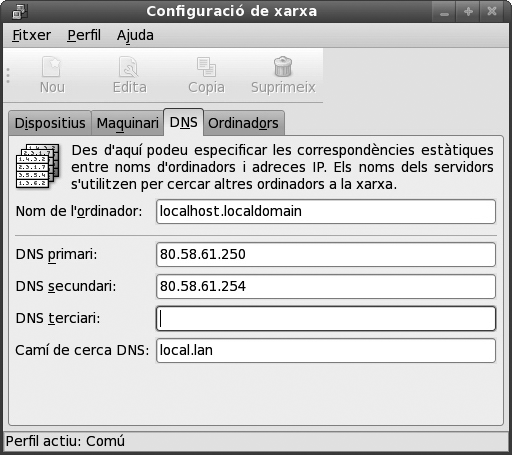 Configuració de xarxa
Fitxer Perfil Ajuda
Nou Edita Copia Suprimeix
Dispositius Maquinari DNS Ordinadors
Des d'aquí podeu especificar les correspondències estàtiques
entre noms d'ordinadors i adreces IP. Els noms dels servidors
s'utilitzen per cercar altres ordinadors a la xarxa.
Nom de l'ordinador: localhost.localdomain
DNS primari: 80.58.61.250
DNS secundari: 80.58.61.254
DNS terciari:
Camí de cerca DNS: local.lan
Perfil actiu: Comú